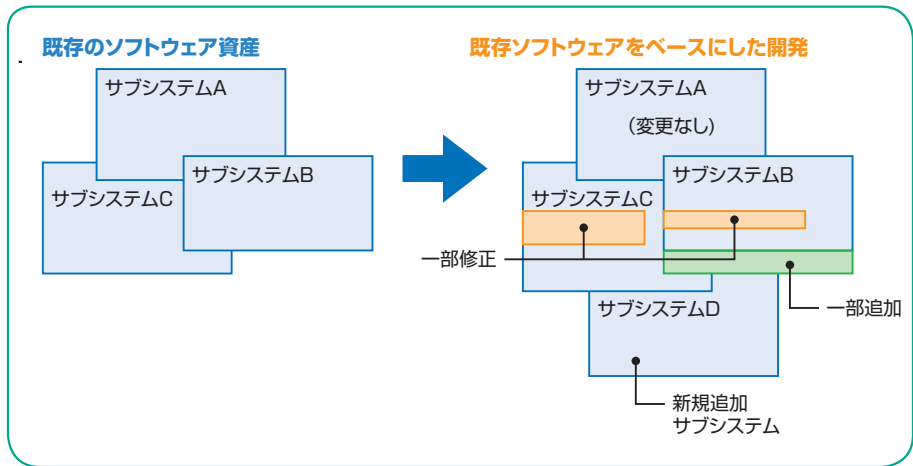 既存のソフトウェア資産
既存ソフトウェアをベースにした開発
サブシステムA
サブシステムB
サブシステムC
サブシステムA
(変更なし)
サブシステムB
サブシステムC
一部修正
一部追加
サブシステムD
新規追加
サブシステム